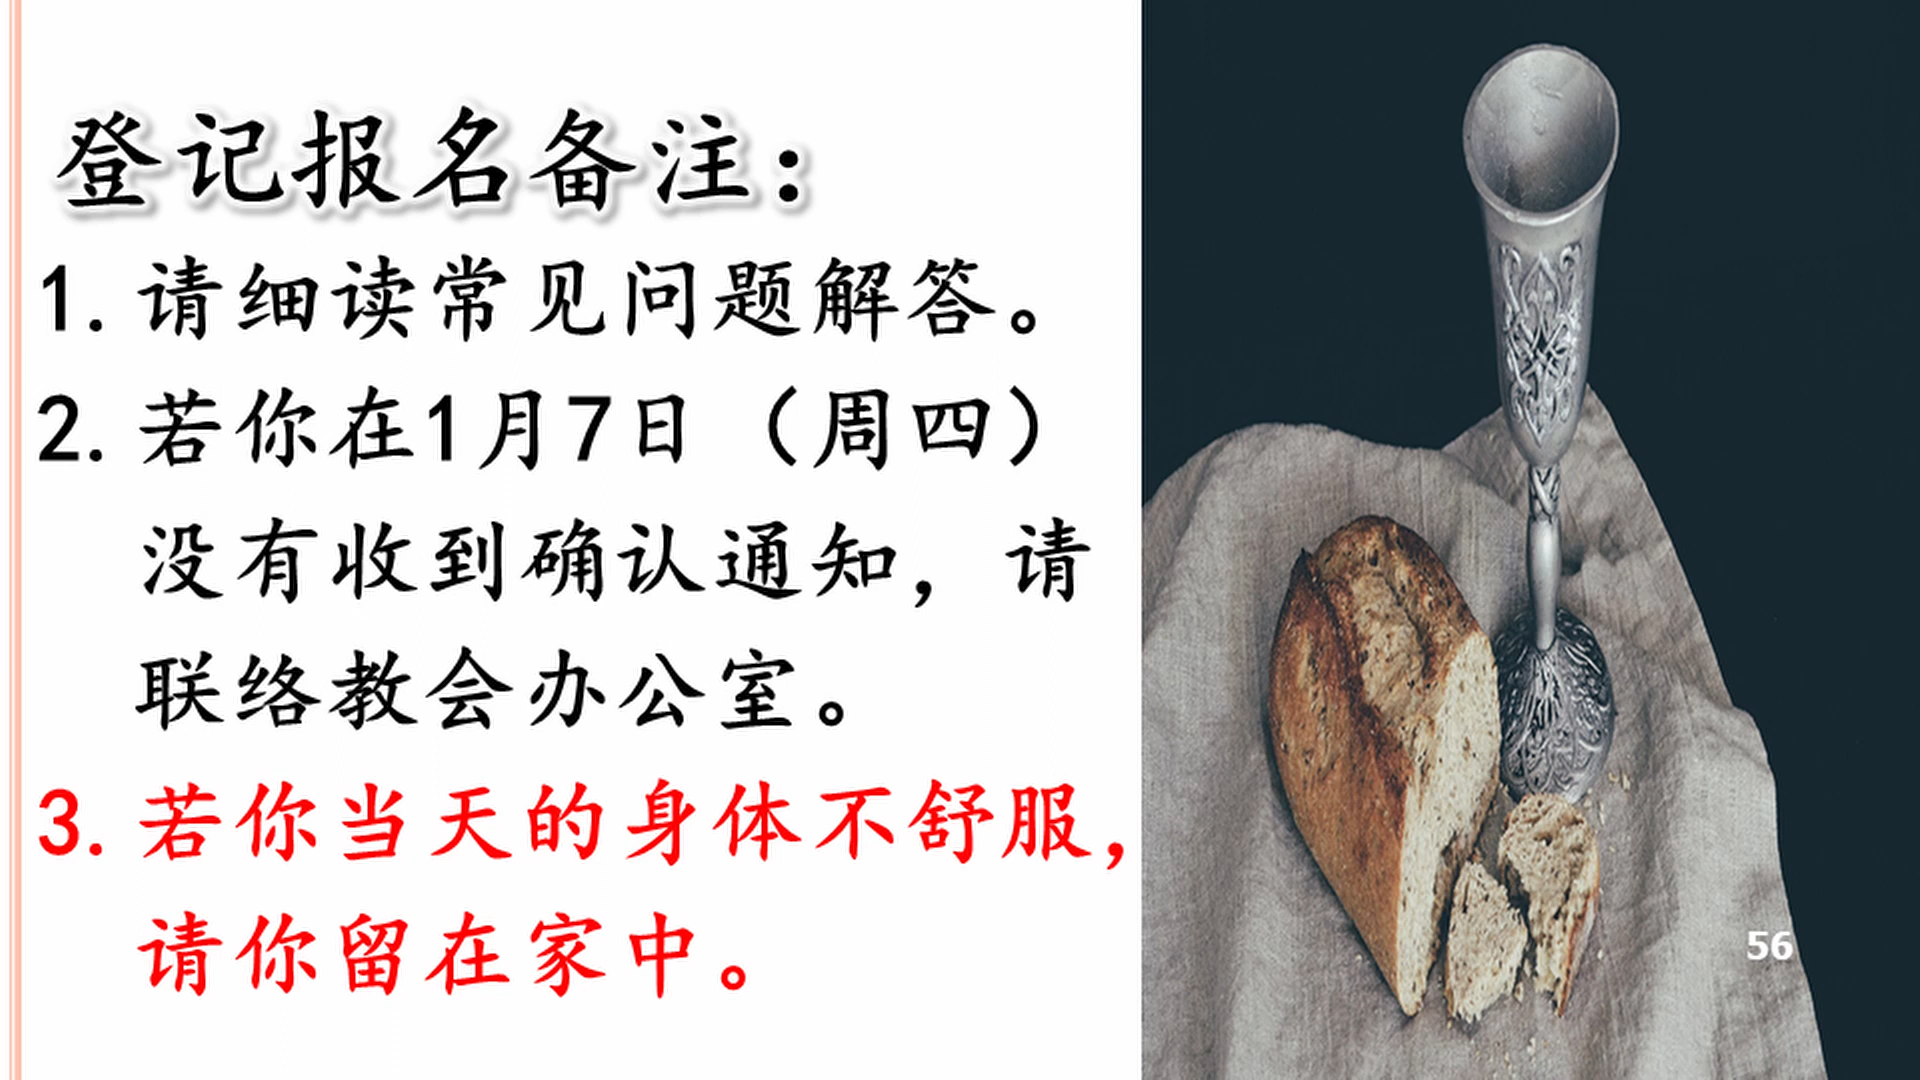 登记报名备注：
1. 请细读常见问题解答。
2. 若你在1月7日（周四）
没有收到确认通知，请
联络教会办公室。
3. 若你当天的身体不舒服，
请你留在家中。
56